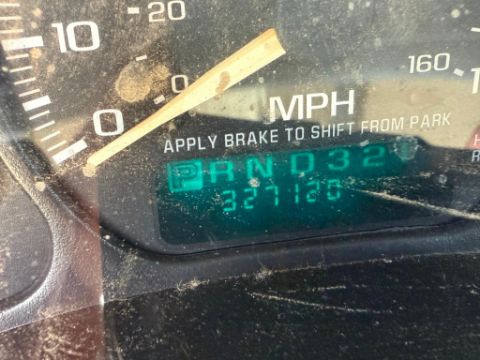 20
10
0
0
160
MPH
APPLY BRAKE TO SHIFT FROM PARK
PRND32
327120